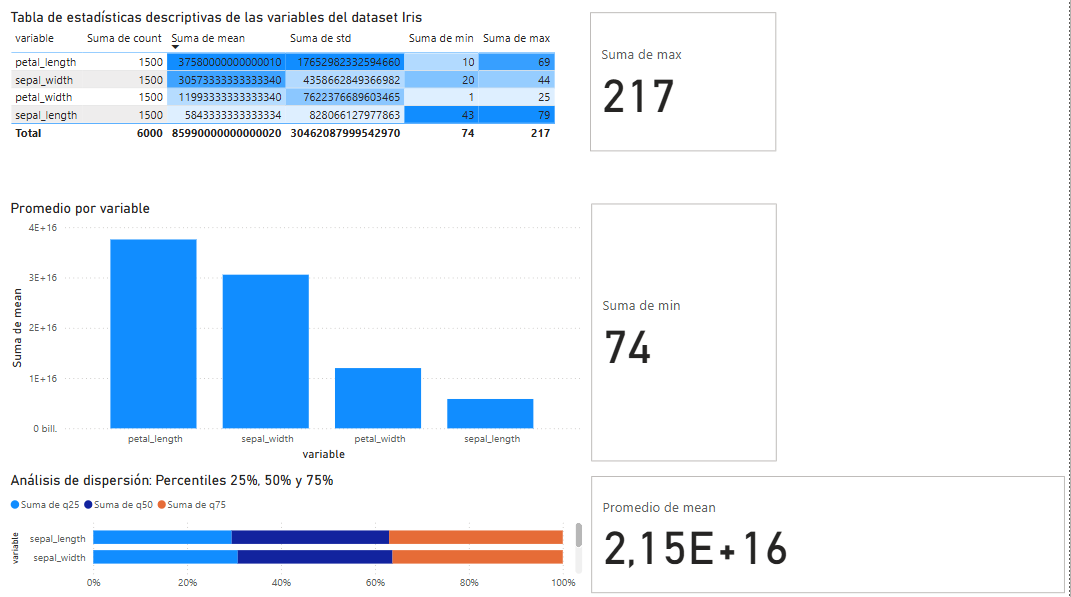 Tabla de estadísticas descriptivas de las variables del dataset Iris
variable Suma de count Suma de mean Suma de std Suma de min Suma de max
petal_length 1500 37580000000000010 17652982332594660 10 69
sepal_width 1500 30573333333333340 4358662849366982 20 44
petal_width 1500 11993333333333340 7622376689603465 1 25
sepal_length 1500 5843333333333334 828066127977863 43 79
Total 6000 85990000000000020 30462087999542970 74 217
Suma de max
217
Promedio por variable
4E+16
3E+16
2E+16
1E+16
0 bill.
Suma de mean
petal_length sepal_width petal_width sepal_length
variable
Suma de min
74
Análisis de dispersión: Percentiles 25%, 50% y 75%
Suma de q25 Suma de q50 Suma de q75
variable
sepal_length
sepal_width
0% 20% 40% 60% 80% 100%
Promedio de mean
2,15E+16